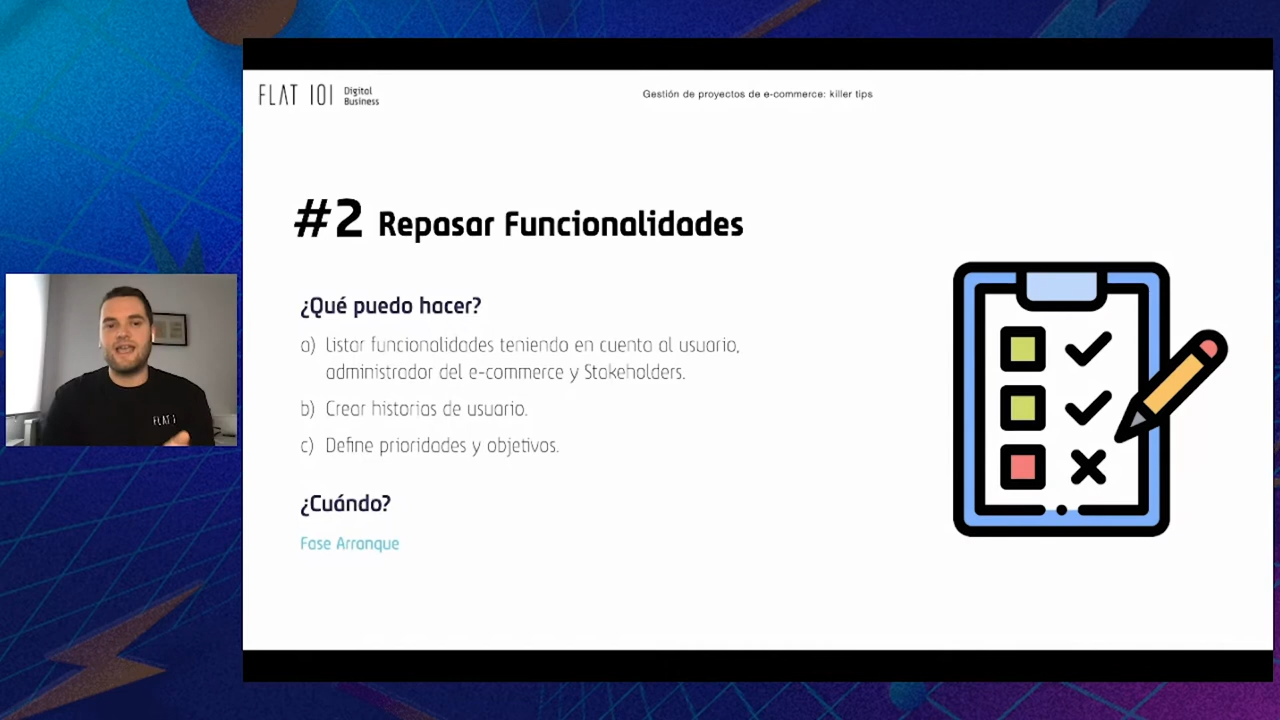 FLAT 101 Digital Business
Gestión de proyectos de e-commerce: killer tips
#2 Repasar Funcionalidades
¿Qué puedo hacer?
a) Listar funcionalidades teniendo en cuenta al usuario,
administrador del e-commerce y Stakeholders.
b) Crear historias de usuario.
c) Define prioridades y objetivos.
¿Cuándo?
Fase Arranque
FLAT 1